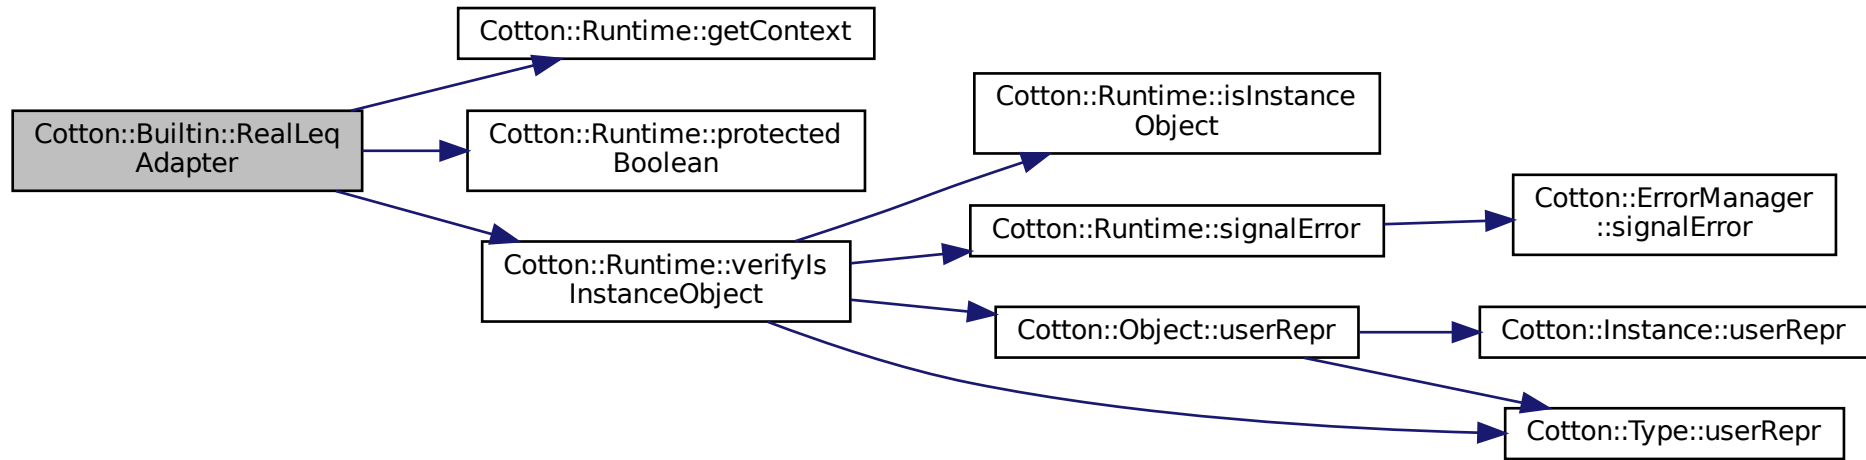 Cotton::Builtin::RealLeq
Adapter
Cotton::Runtime::getContext
Cotton::Runtime::protected
Boolean
Cotton::Runtime::verifyIs
InstanceObject
Cotton::Runtime::isInstance
Object
Cotton::Runtime::signalError
Cotton::ErrorManager
::signalError
Cotton::Object::userRepr
Cotton::Instance::userRepr
Cotton::Type::userRepr